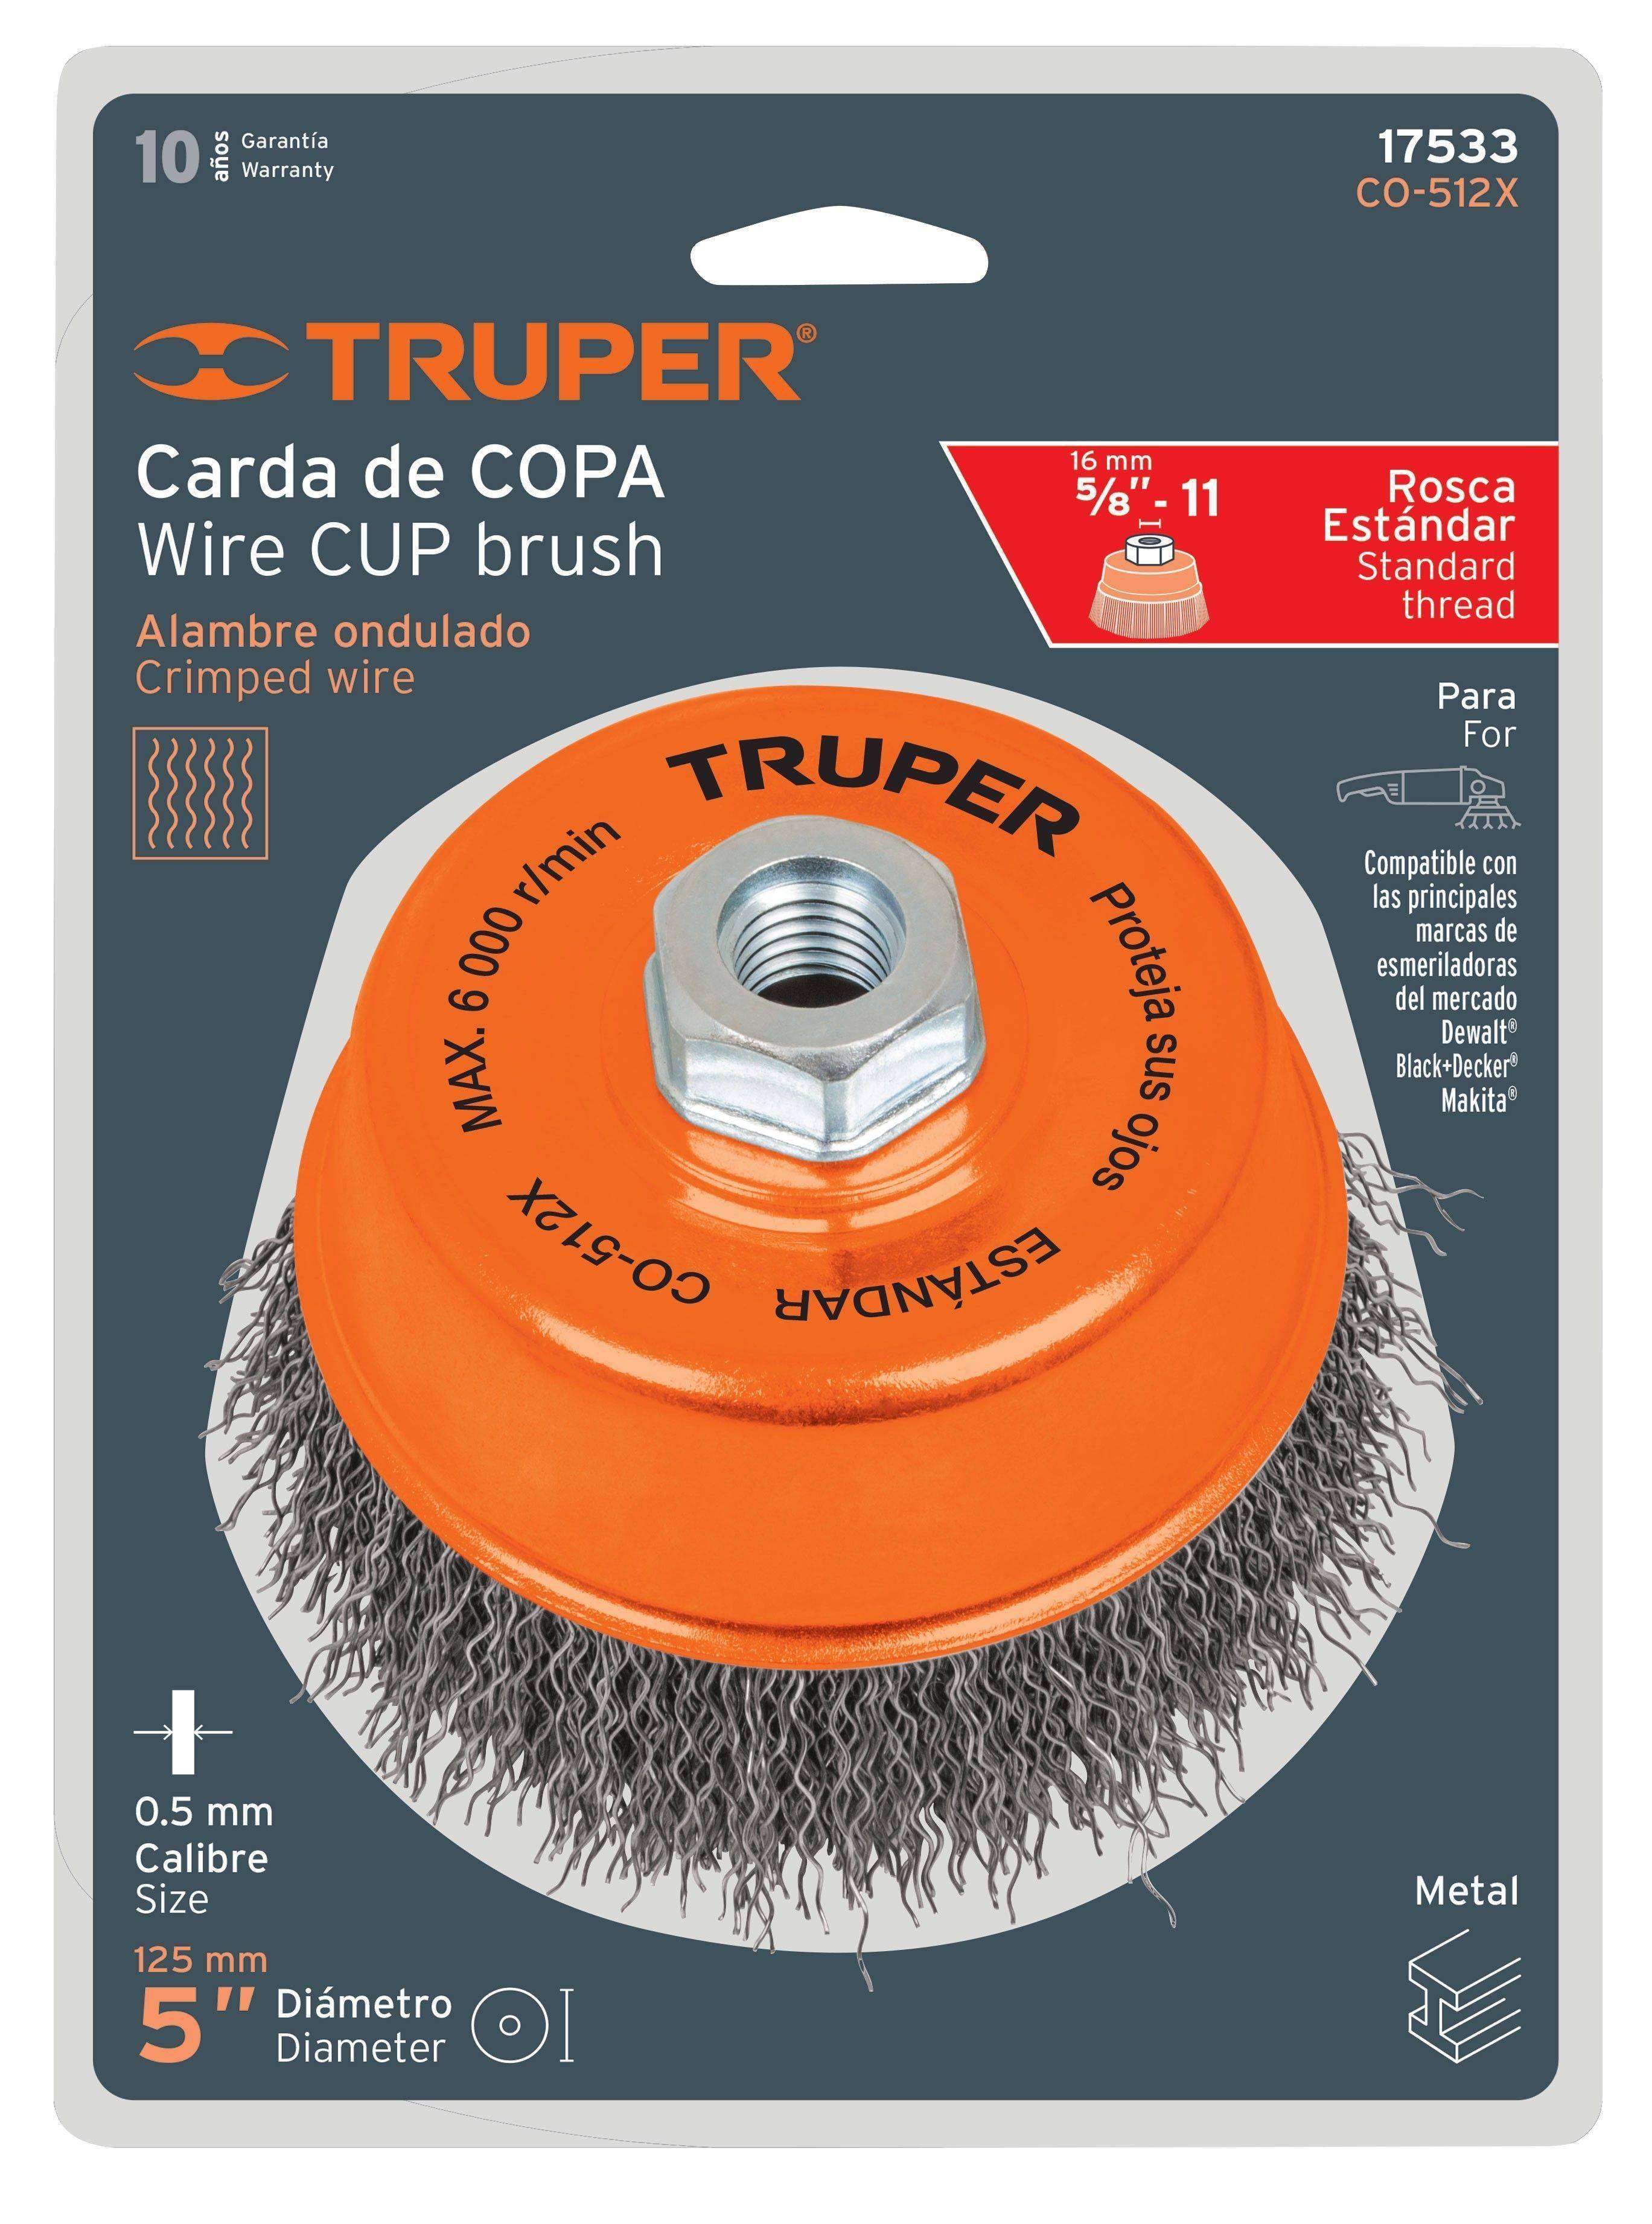 10 años Garantía
Warranty
17533
CO-512X
TRUPER®
Carda de COPA
Wire CUP brush
Alambre ondulado
Crimped wire
16 mm
5/8" - 11
Rosca
Estándar
Standard
thread
Para
For
Compatible con
las principales
marcas de
esmeriladoras
del mercado
Dewalt®
Black+Decker®
Makita®
TRUPER
MAX. 6 000 r/min
Proteja sus ojos
CO-512X
ESTÁNDAR
0.5 mm
Calibre
Size
125 mm
5" Diámetro
Diameter
Metal